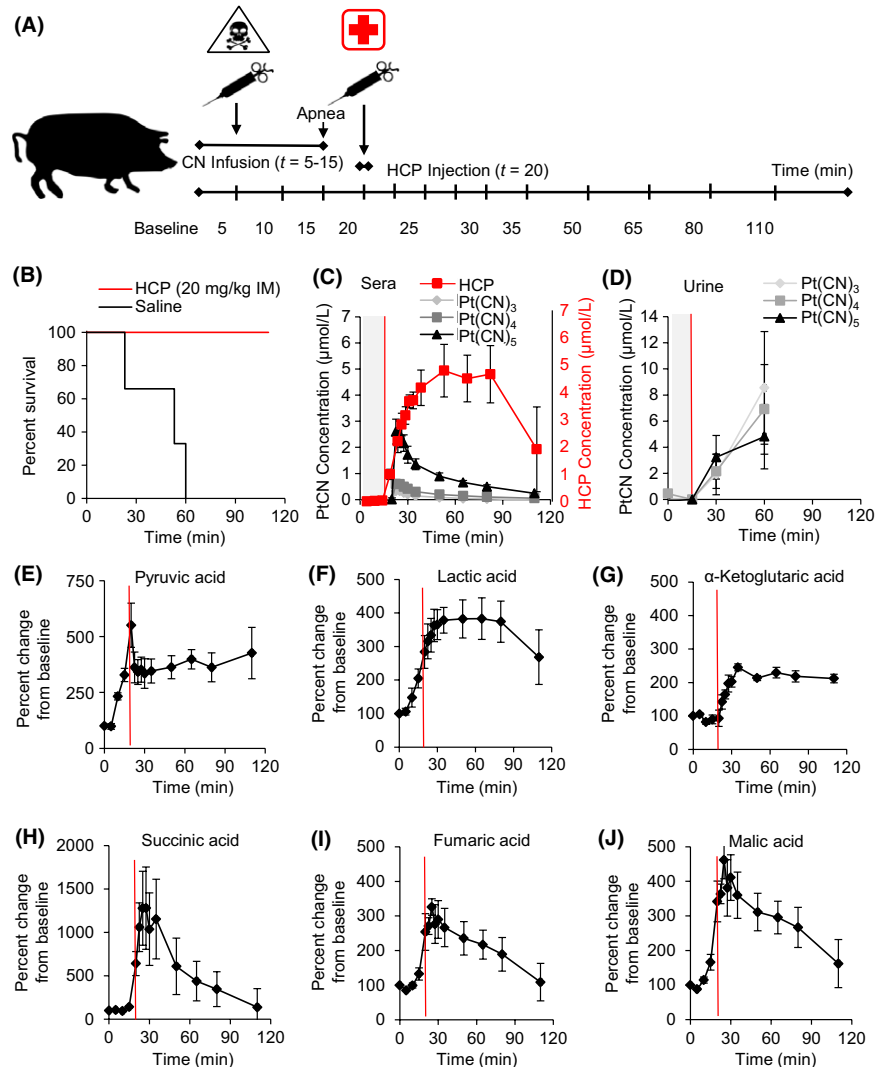 (A)
Apnea
CN Infusion (t = 5-15)
HCP Injection (t = 20)
Time (min)
Baseline 5 10 15 20 25 30 35 50 65 80 110
(B)
HCP (20 mg/kg IM)
Saline
Percent survival
100
80
60
40
20
0
0 30 60 90 120
Time (min)
(C)
Sera
HCP
Pt(CN)3
Pt(CN)4
Pt(CN)5
PtCN Concentration (µmol/L)
7
6
5
4
3
2
1
0
0 30 60 90 120
Time (min)
7
6
5
4
3
2
1
0
HCP Concentration (µmol/L)
(D)
Urine
Pt(CN)3
Pt(CN)4
Pt(CN)5
PtCN Concentration (µmol/L)
14
12
10
8
6
4
2
0
0 30 60 90 120
Time (min)
(E)
Pyruvic acid
Percent change
from baseline
750
500
250
0
0 30 60 90 120
Time (min)
(F)
Lactic acid
Percent change
from baseline
500
400
300
200
100
0
0 30 60 90 120
Time (min)
(G)
α-Ketoglutaric acid
Percent change
from baseline
500
400
300
200
100
0
0 30 60 90 120
Time (min)
(H)
Succinic acid
Percent change
from baseline
2000
1500
1000
500
0
0 30 60 90 120
Time (min)
(I)
Fumaric acid
Percent change
from baseline
500
400
300
200
100
0
0 30 60 90 120
Time (min)
(J)
Malic acid
Percent change
from baseline
500
400
300
200
100
0
0 30 60 90 120
Time (min)